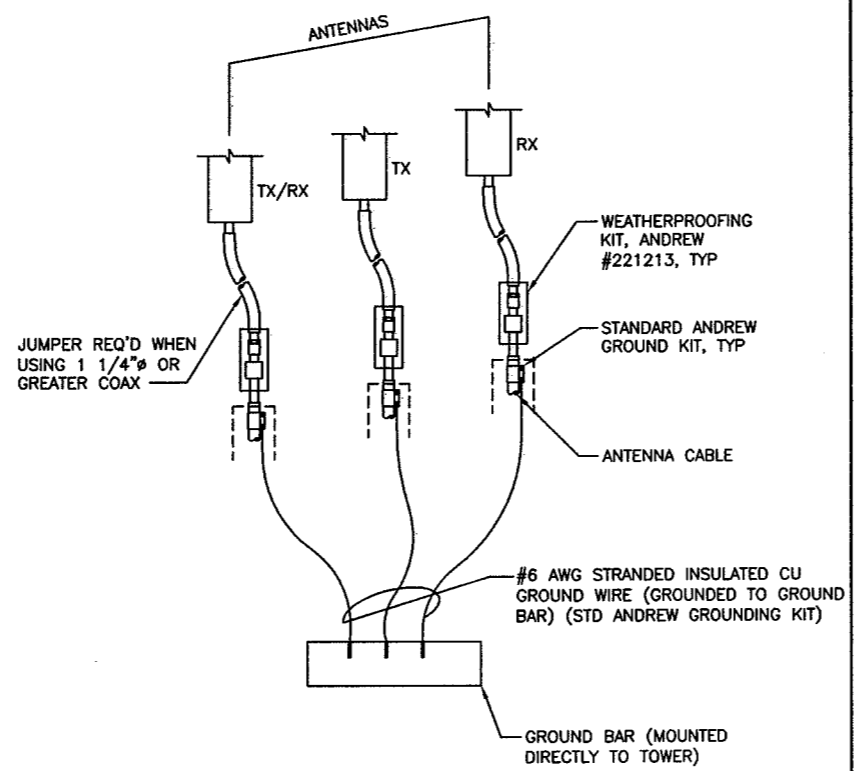 ANTENNAS
TX/RX
TX
RX
WEATHERPROOFING
KIT, ANDREW
#221213, TYP
JUMPER REQ'D WHEN
USING 1 1/4"ø OR
GREATER COAX
STANDARD ANDREW
GROUND KIT, TYP
ANTENNA CABLE
#6 AWG STRANDED INSULATED CU
GROUND WIRE (GROUNDED TO GROUND
BAR) (STD ANDREW GROUNDING KIT)
GROUND BAR (MOUNTED
DIRECTLY TO TOWER)